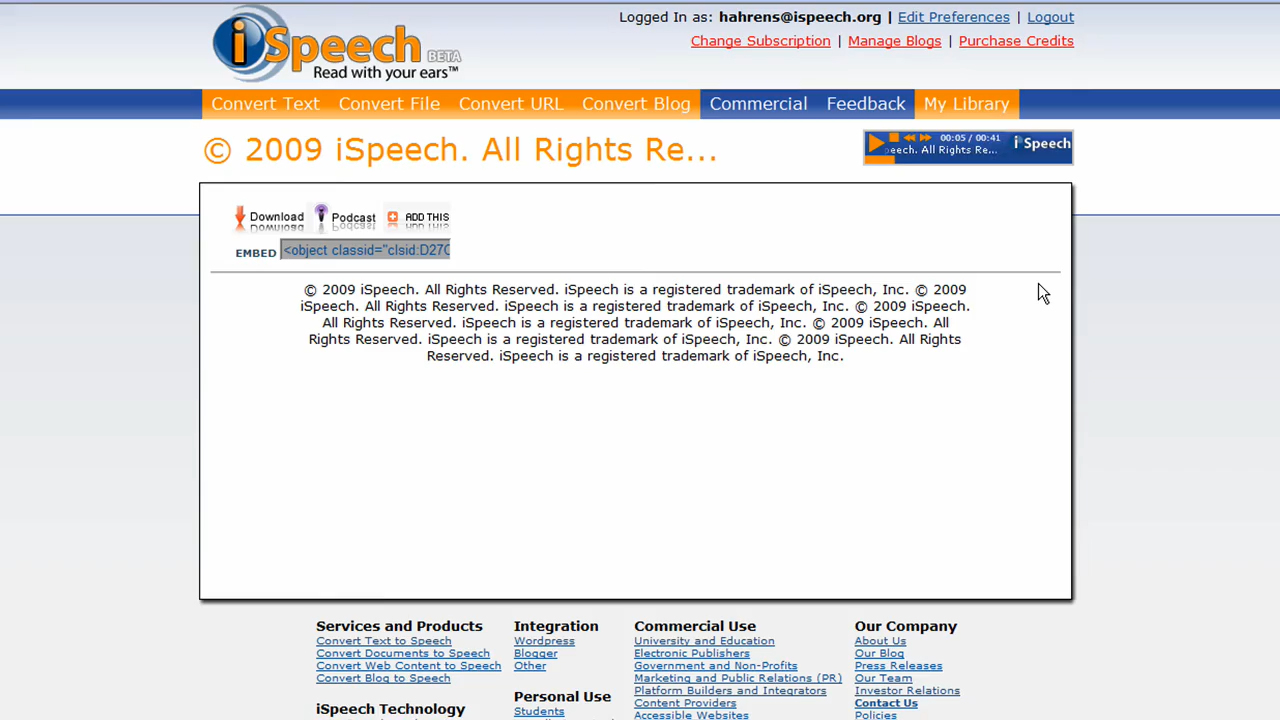 Logged In as: hahrens@ispeech.org | Edit Preferences | Logout
iSpeech BETA
Read with your ears™
Change Subscription | Manage Blogs | Purchase Credits
Convert Text Convert File Convert URL Convert Blog Commercial Feedback My Library
© 2009 iSpeech. All Rights Re...
00:05 / 00:41
eech. All Rights Re...
iSpeech
Download Podcast ADD THIS
EMBED <object classid="clsid:D27C
© 2009 iSpeech. All Rights Reserved. iSpeech is a registered trademark of iSpeech, Inc. © 2009
iSpeech. All Rights Reserved. iSpeech is a registered trademark of iSpeech, Inc. © 2009 iSpeech.
All Rights Reserved. iSpeech is a registered trademark of iSpeech, Inc. © 2009 iSpeech. All
Rights Reserved. iSpeech is a registered trademark of iSpeech, Inc. © 2009 iSpeech. All Rights
Reserved. iSpeech is a registered trademark of iSpeech, Inc.
Services and Products
Convert Text to Speech
Convert Documents to Speech
Convert Web Content to Speech
Convert Blog to Speech
iSpeech Technology
Integration
Wordpress
Blogger
Other
Personal Use
Students
Commercial Use
University and Education
Electronic Publishers
Government and Non-Profits
Marketing and Public Relations (PR)
Platform Builders and Integrators
Content Providers
Accessible Websites
Our Company
About Us
Our Blog
Press Releases
Our Team
Investor Relations
Contact Us
Policies